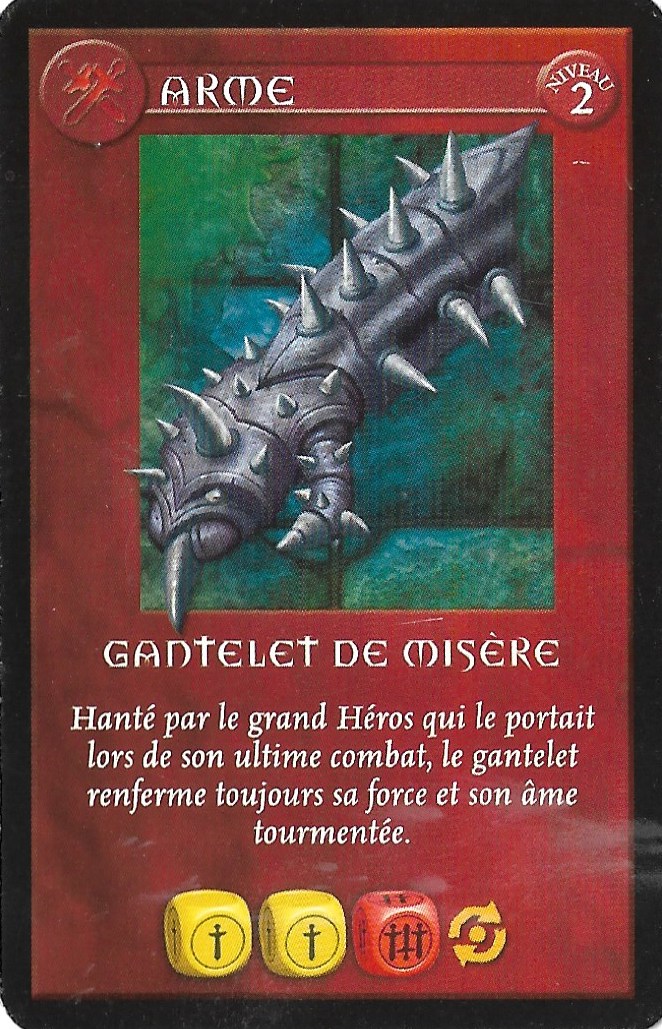 ARME
NIVEAU
2
GANTELET DE MISÈRE
Hanté par le grand Héros qui le portait
lors de son ultime combat, le gantelet
renferme toujours sa force et son âme
tourmentée.